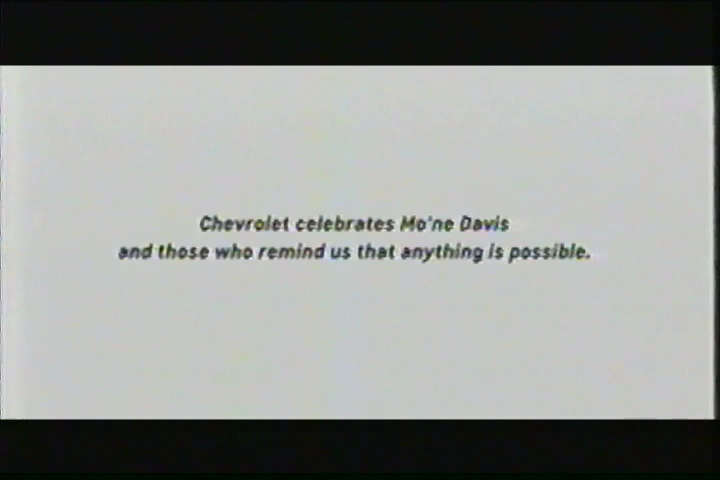 Chevrolet celebrates Mo'ne Davis
and those who remind us that anything is possible.